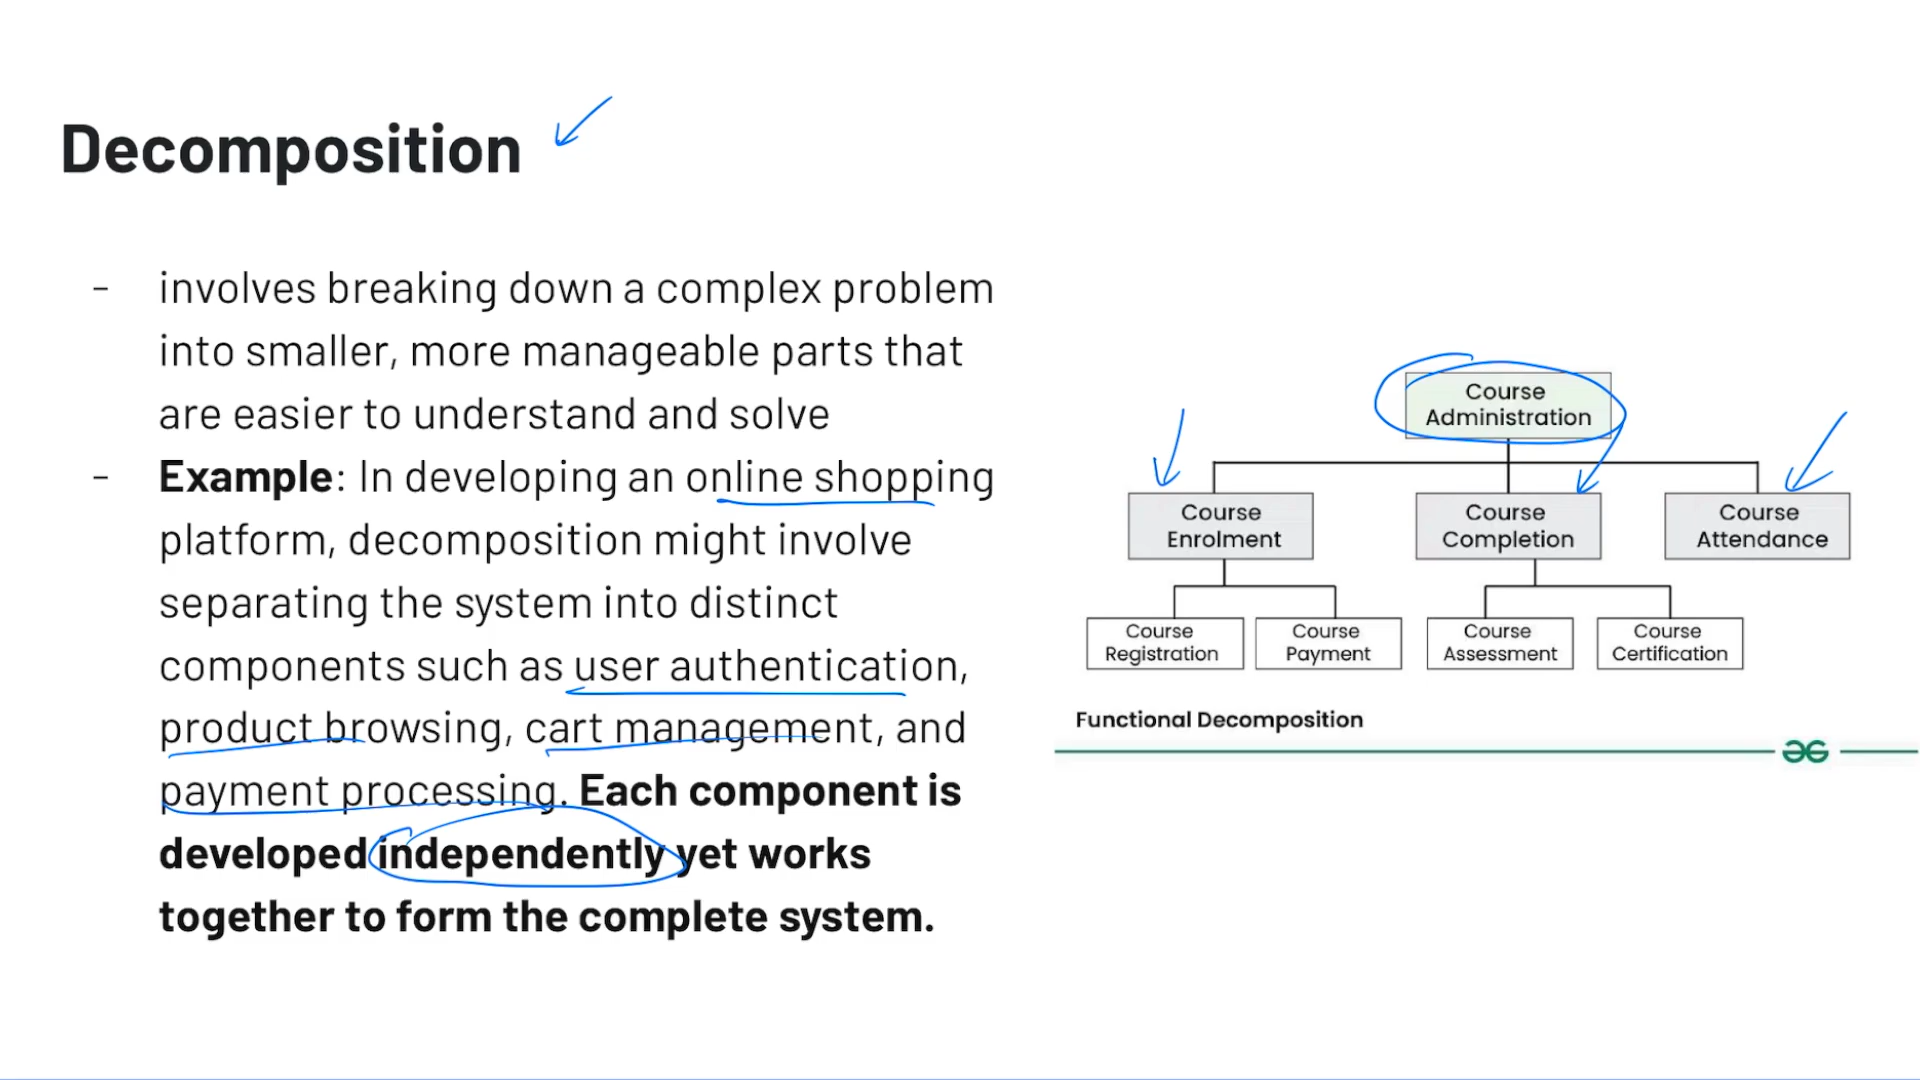 Decomposition
- involves breaking down a complex problem
into smaller, more manageable parts that
are easier to understand and solve
- Example: In developing an online shopping
platform, decomposition might involve
separating the system into distinct
components such as user authentication,
product browsing, cart management, and
payment processing. Each component is
developed independently yet works
together to form the complete system.
Course
Administration
Course
Enrolment
Course
Completion
Course
Attendance
Course
Registration
Course
Payment
Course
Assessment
Course
Certification
Functional Decomposition